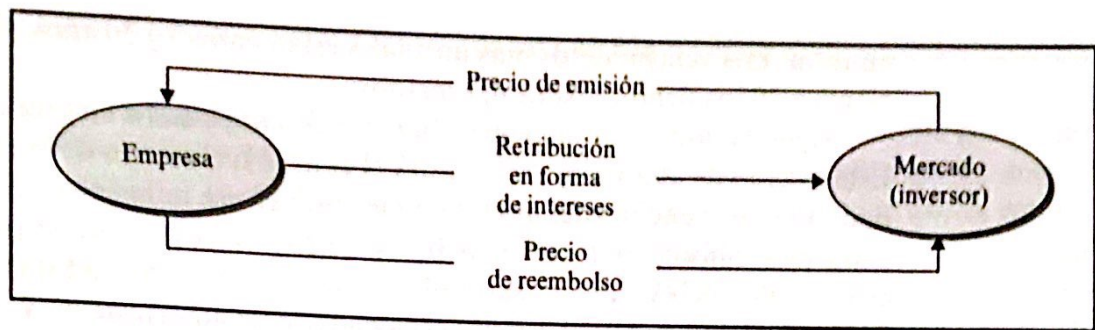 Precio de emisión
Empresa
Retribución
en forma
de intereses
Mercado
(inversor)
Precio
de reembolso